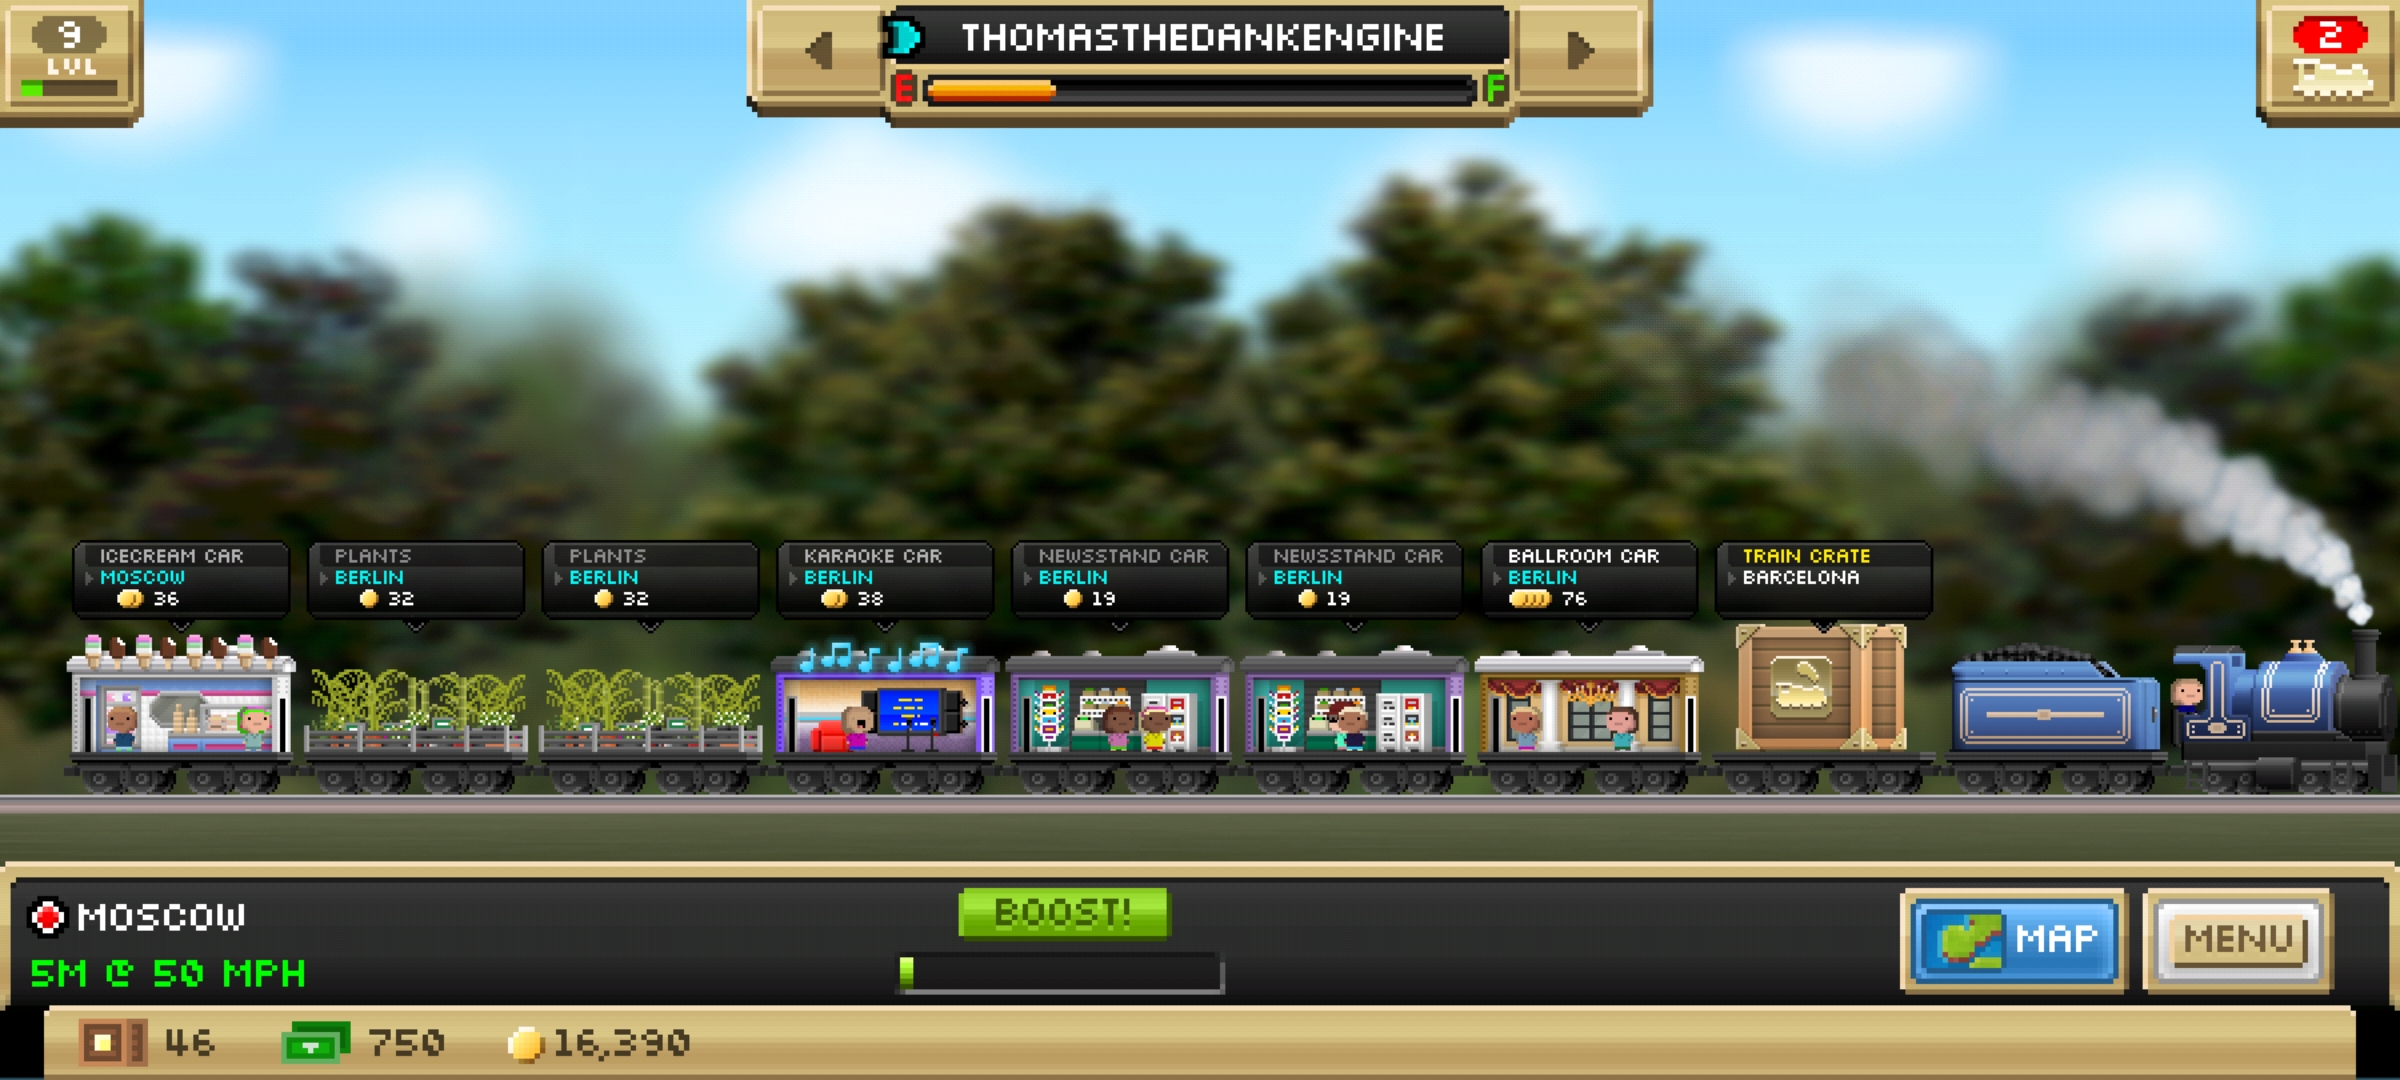 9
LVL
THOMASTHEDANKENGINE
E F
2
ICECREAM CAR
MOSCOW
36
PLANTS
BERLIN
32
PLANTS
BERLIN
32
KARAOKE CAR
BERLIN
38
NEWSSTAND CAR
BERLIN
19
NEWSSTAND CAR
BERLIN
19
BALLROOM CAR
BERLIN
76
TRAIN CRATE
BARCELONA
MOSCOW
5M @ 50 MPH
BOOST!
MAP
MENU
46 750 16,390